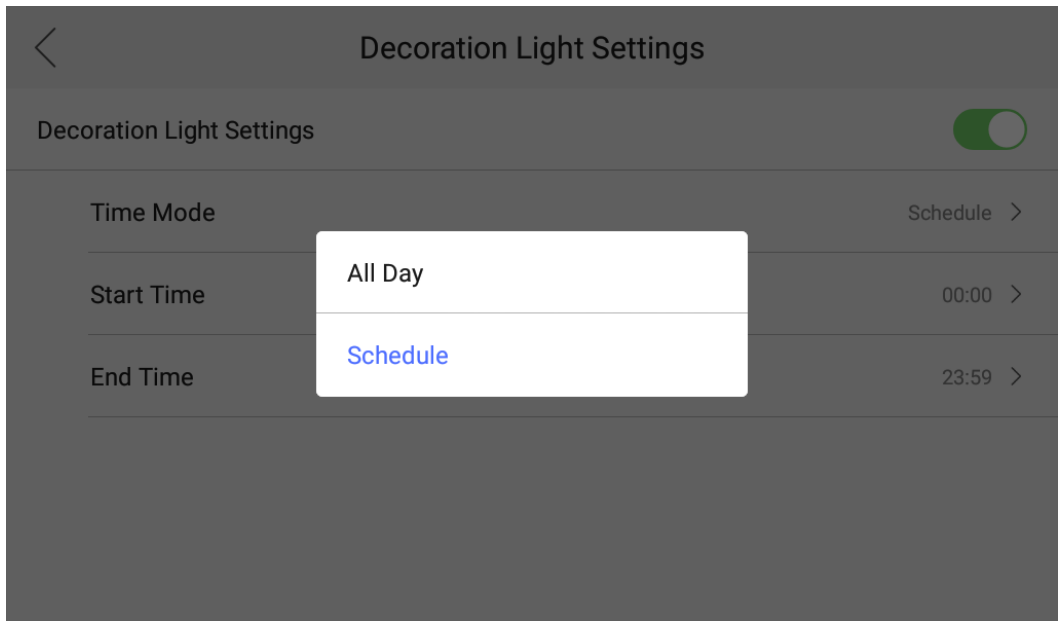 Decoration Light Settings
Decoration Light Settings
Time Mode
Schedule
All Day
Start Time
00:00
Schedule
End Time
23:59